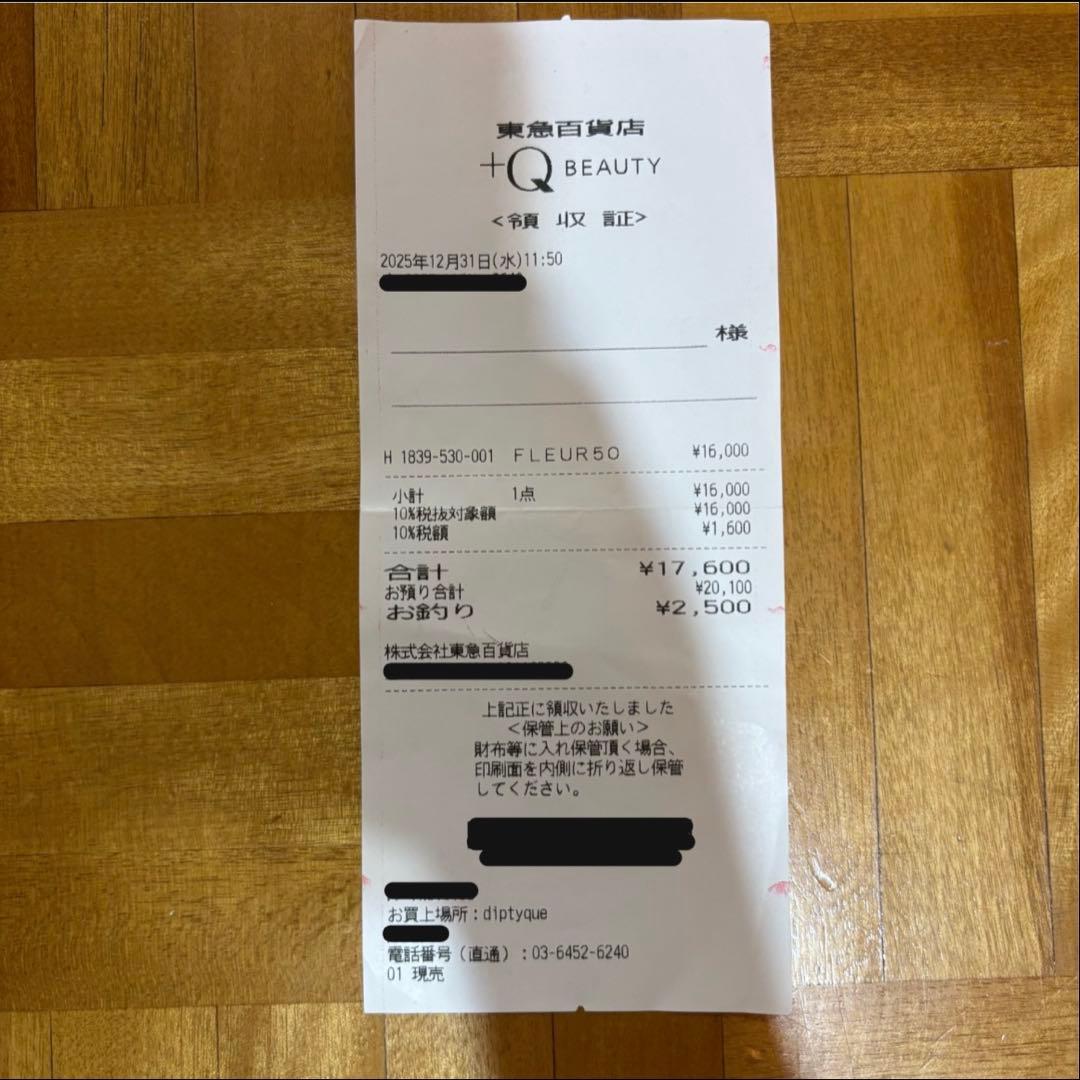 東急百貨店
+Q BEAUTY
<領 収 証>
2025年12月31日(水)11:50
様
H 1839-530-001 FLEUR50 ¥16,000
小計 1点 ¥16,000
10%税抜対象額 ¥16,000
10%税額 ¥1,600
合計 ¥17,600
お預り合計 ¥20,100
お釣り ¥2,500
株式会社東急百貨店
上記正に領収いたしました
<保管上のお願い>
財布等に入れ保管頂く場合、
印刷面を内側に折り返し保管
してください。
お買上場所:diptyque
電話番号(直通):03-6452-6240
01 現売